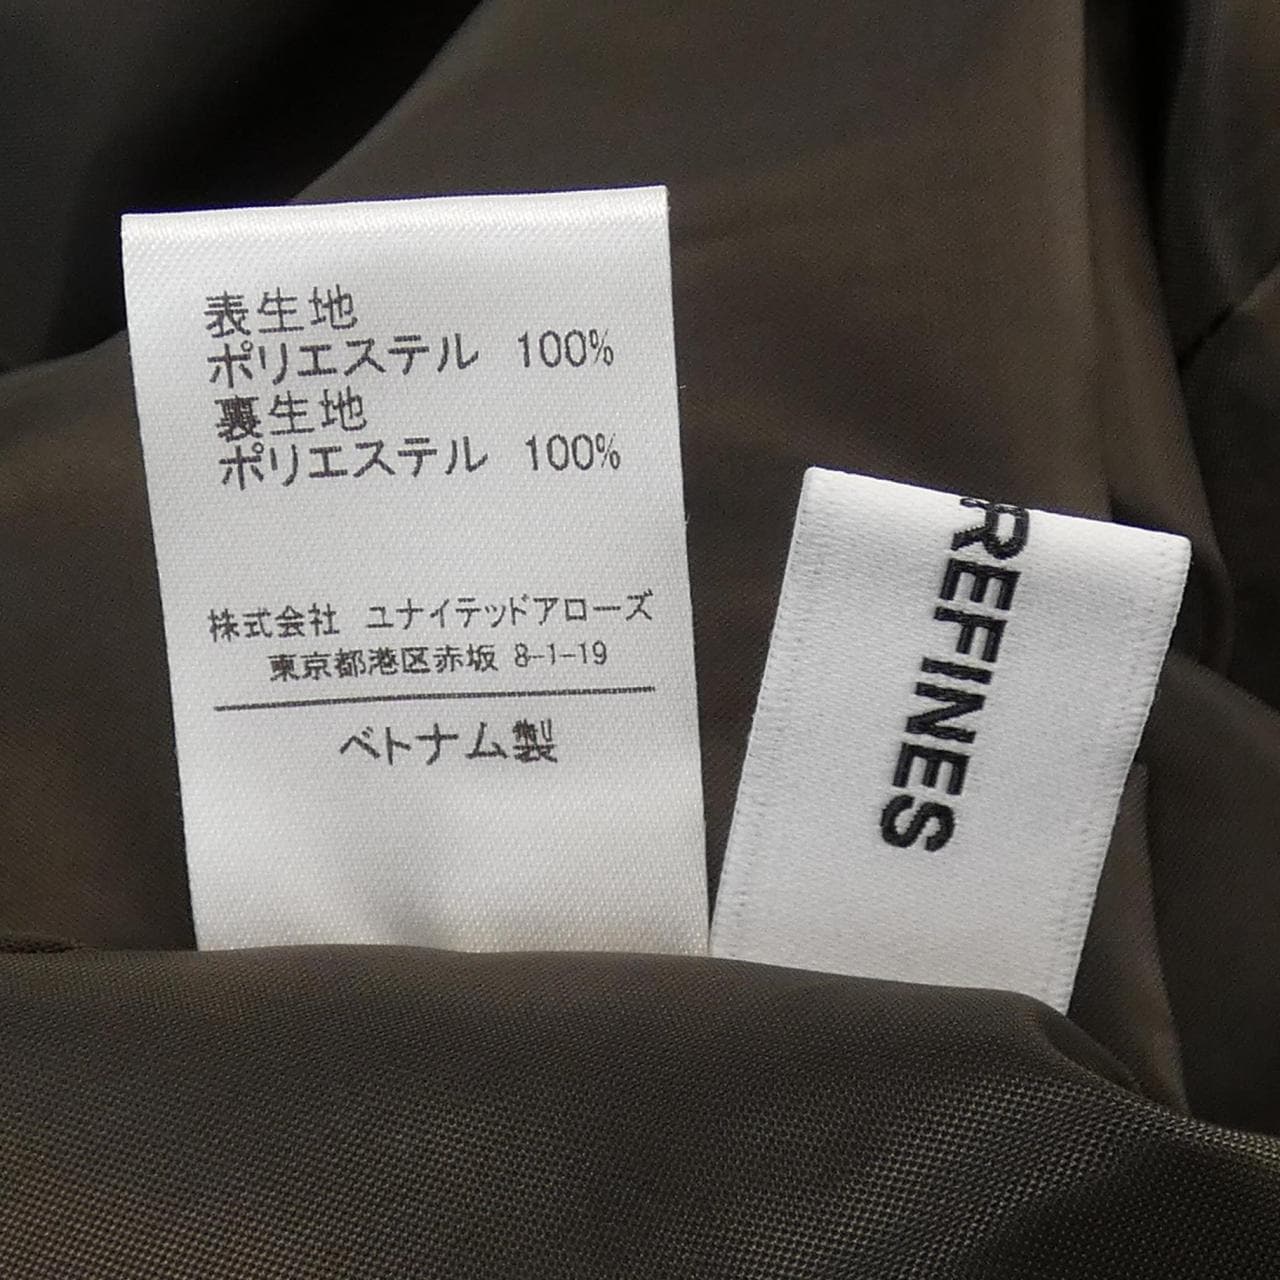 表生地
ポリエステル 100%
裏生地
ポリエステル 100%
株式会社 ユナイテッドアローズ
東京都港区赤坂 8-1-19
ベトナム製
REFINES